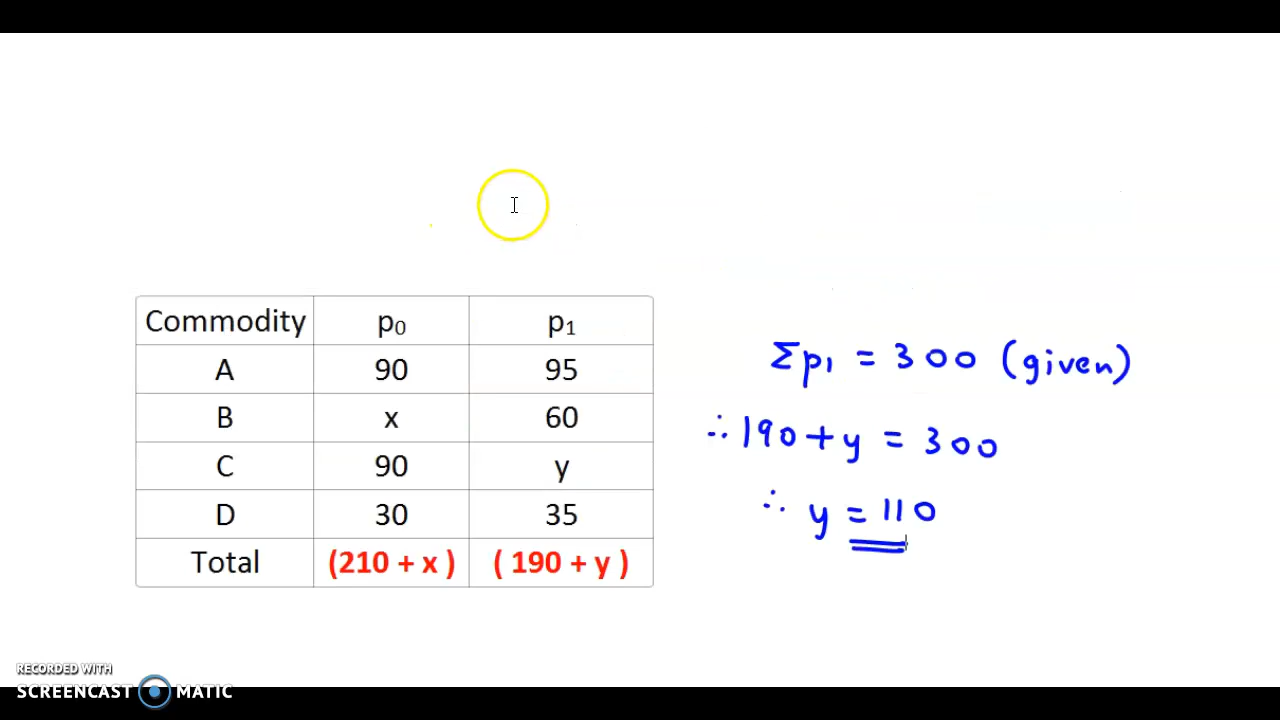 Commodity p₀ p₁
A 90 95
B x 60
C 90 y
D 30 35
Total (210 + x ) ( 190 + y )
Σp₁ = 300 (given)
∴ 190 + y = 300
∴ y = 110
RECORDED WITH
SCREENCAST MATIC